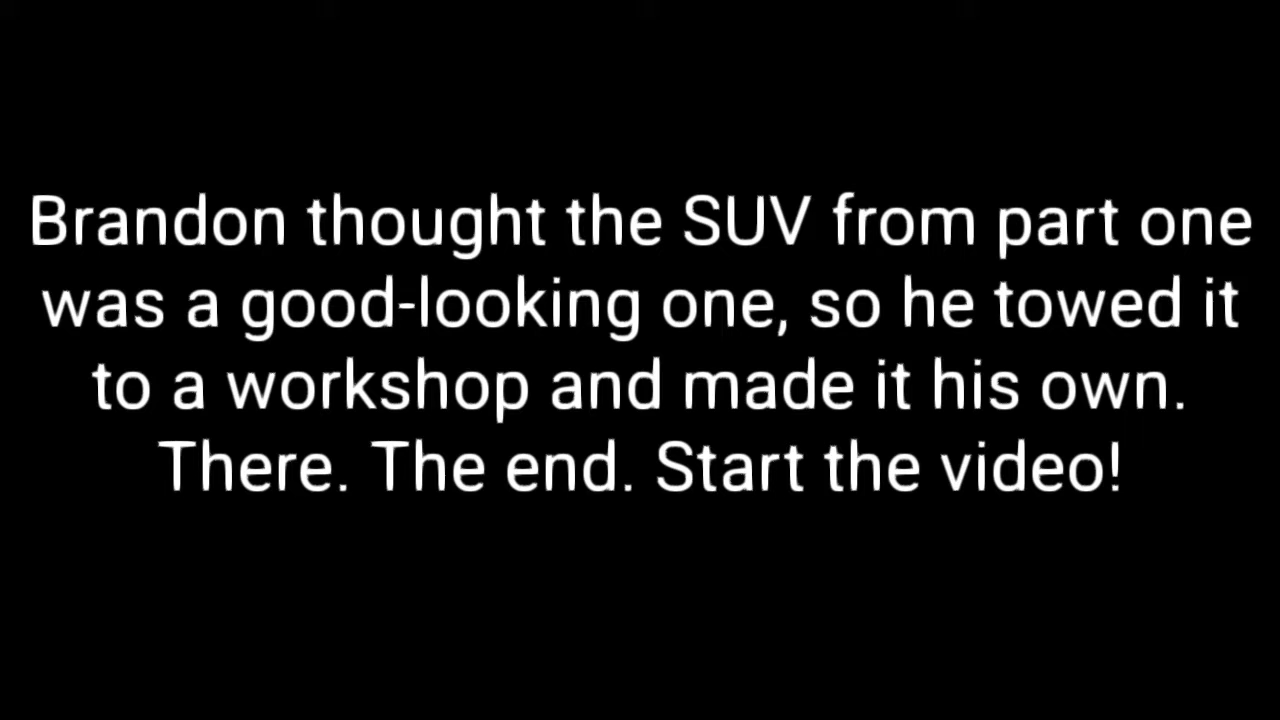 Brandon thought the SUV from part one
was a good-looking one, so he towed it
to a workshop and made it his own.
There. The end. Start the video!